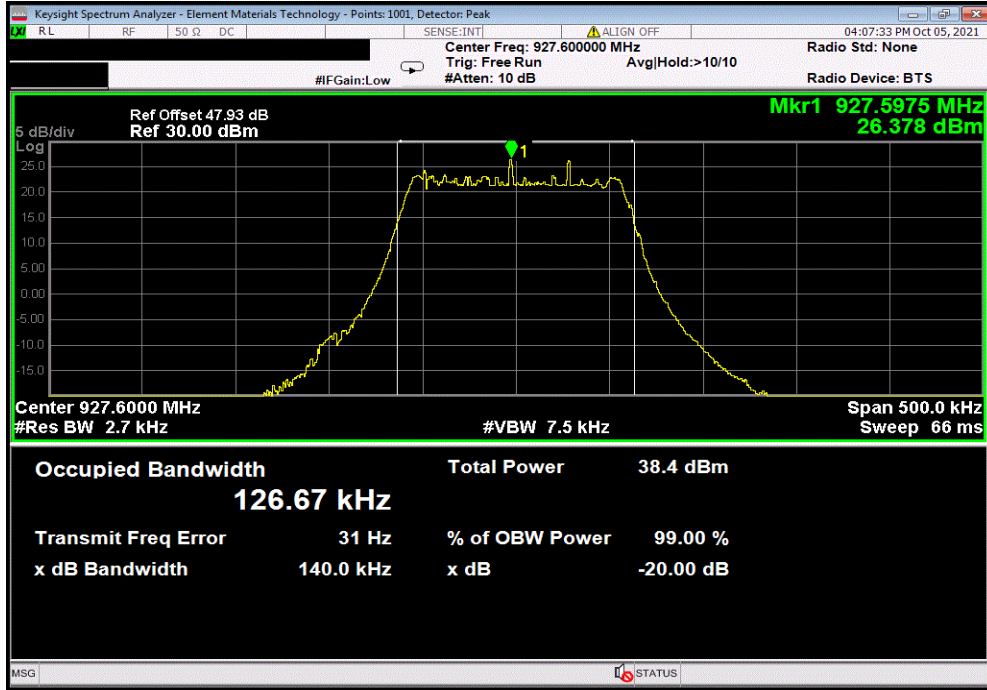 Keysight Spectrum Analyzer - Element Materials Technology - Points: 1001, Detector: Peak
LXI RL RF 50 Ω DC SENSE:INT ALIGN OFF 04:07:33 PM Oct 05, 2021
Center Freq: 927.600000 MHz Radio Std: None
Trig: Free Run Avg|Hold:>10/10
#IFGain:Low #Atten: 10 dB Radio Device: BTS
Mkr1 927.5975 MHz
26.378 dBm
Ref Offset 47.93 dB
5 dB/div Ref 30.00 dBm
Log
1
25.0
20.0
15.0
10.0
5.00
0.00
-5.00
-10.0
-15.0
Center 927.6000 MHz Span 500.0 kHz
#Res BW 2.7 kHz #VBW 7.5 kHz Sweep 66 ms
Occupied Bandwidth Total Power 38.4 dBm
126.67 kHz
Transmit Freq Error 31 Hz % of OBW Power 99.00 %
x dB Bandwidth 140.0 kHz x dB -20.00 dB
MSG STATUS